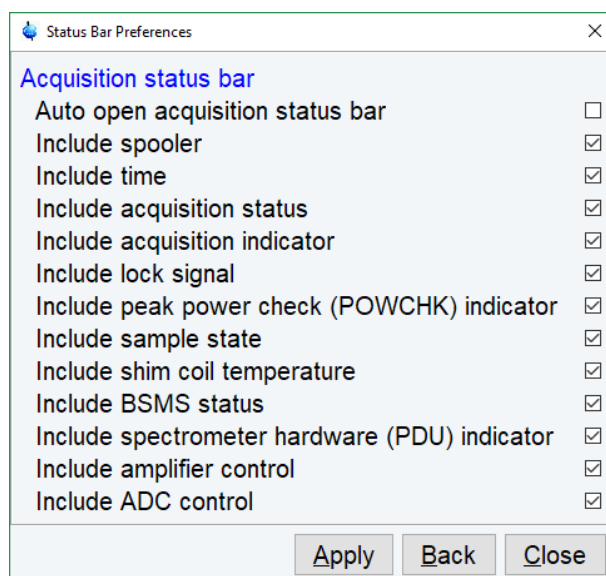 Status Bar Preferences
Acquisition status bar
Auto open acquisition status bar
Include spooler
Include time
Include acquisition status
Include acquisition indicator
Include lock signal
Include peak power check (POWCHK) indicator
Include sample state
Include shim coil temperature
Include BSMS status
Include spectrometer hardware (PDU) indicator
Include amplifier control
Include ADC control
Apply Back Close